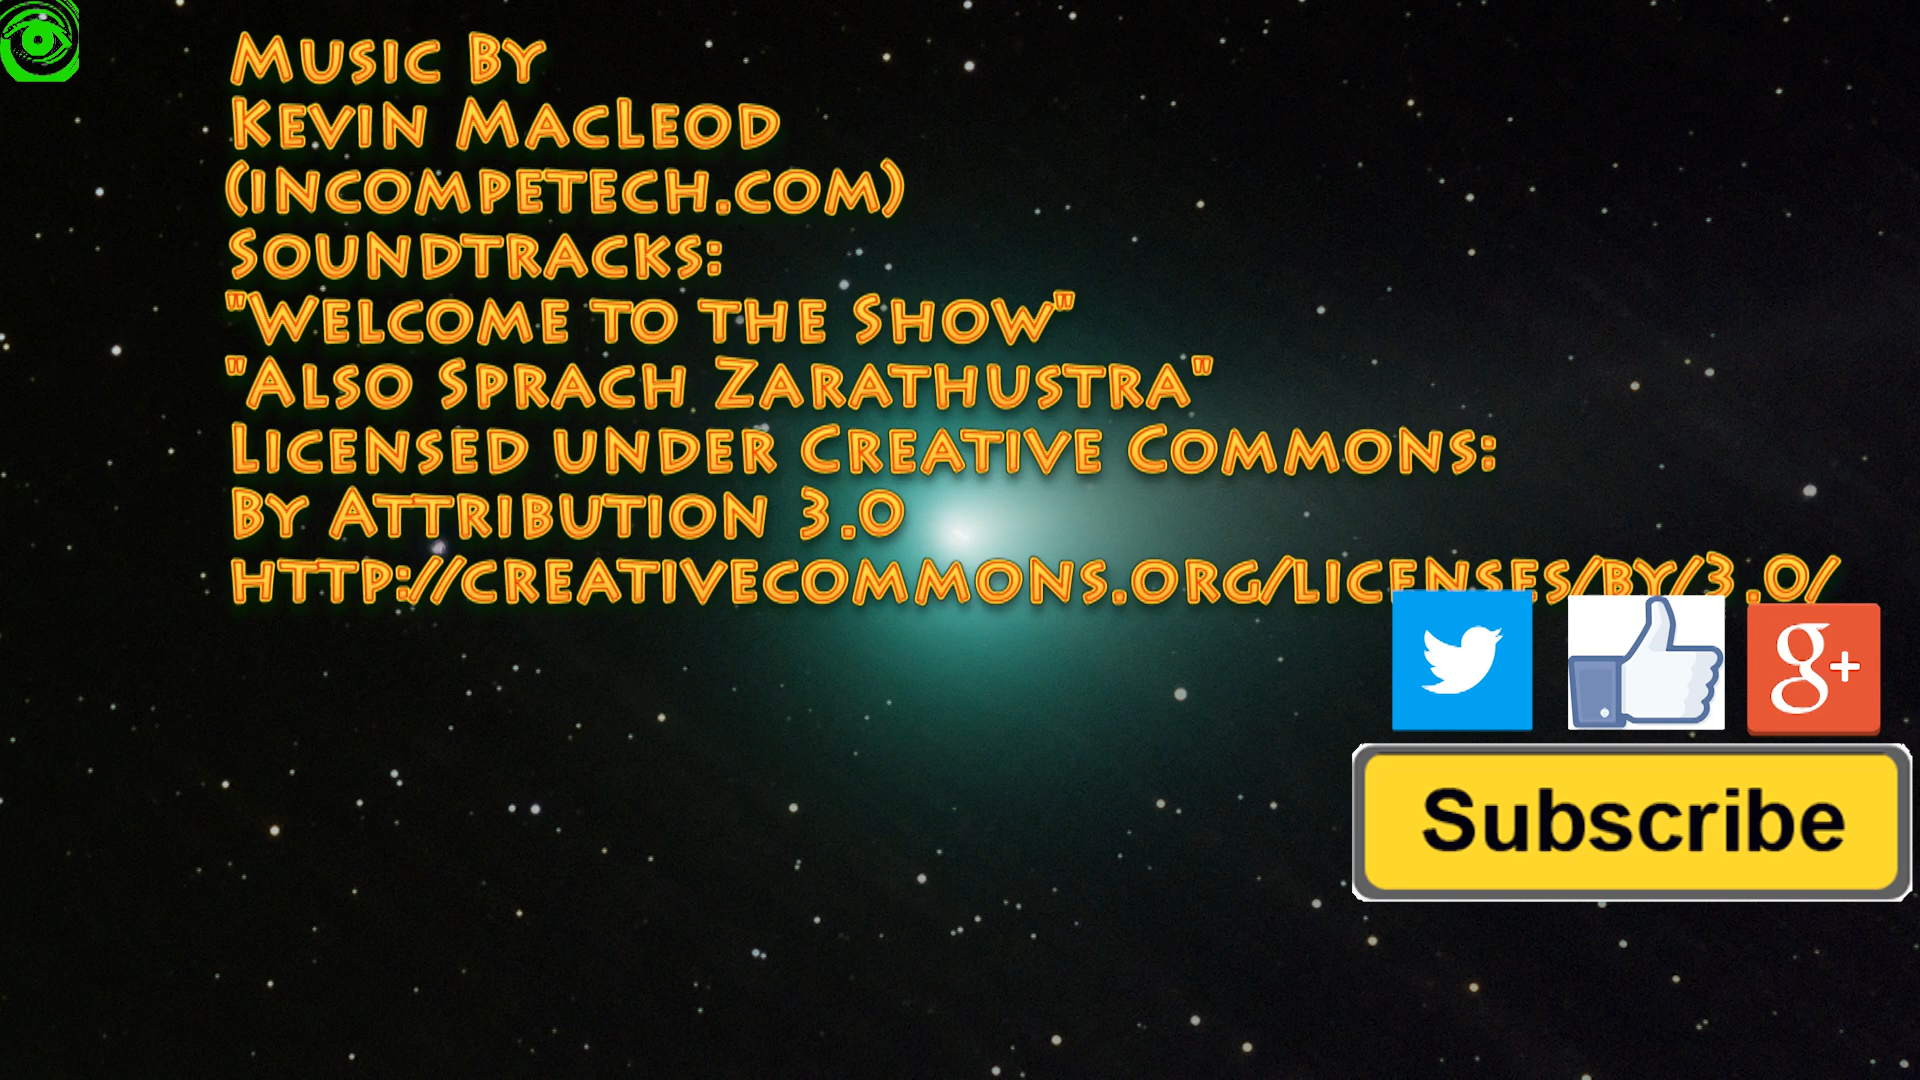 Music By
Kevin MacLeod
(incompetech.com)
Soundtracks:
"Welcome to the Show"
"Also Sprach Zarathustra"
Licensed under Creative Commons:
By Attribution 3.0
http://creativecommons.org/licenses/by/3.0/
g+
Subscribe